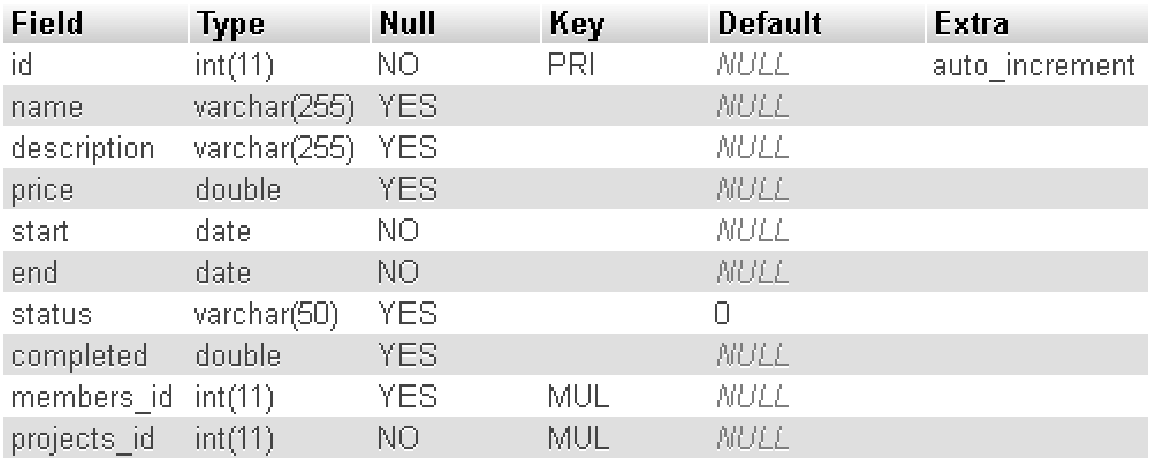 Field Type Null Key Default Extra
id int(11) NO PRI NULL auto_increment
name varchar(255) YES NULL
description varchar(255) YES NULL
price double YES NULL
start date NO NULL
end date NO NULL
status varchar(50) YES 0
completed double YES NULL
members_id int(11) YES MUL NULL
projects_id int(11) NO MUL NULL